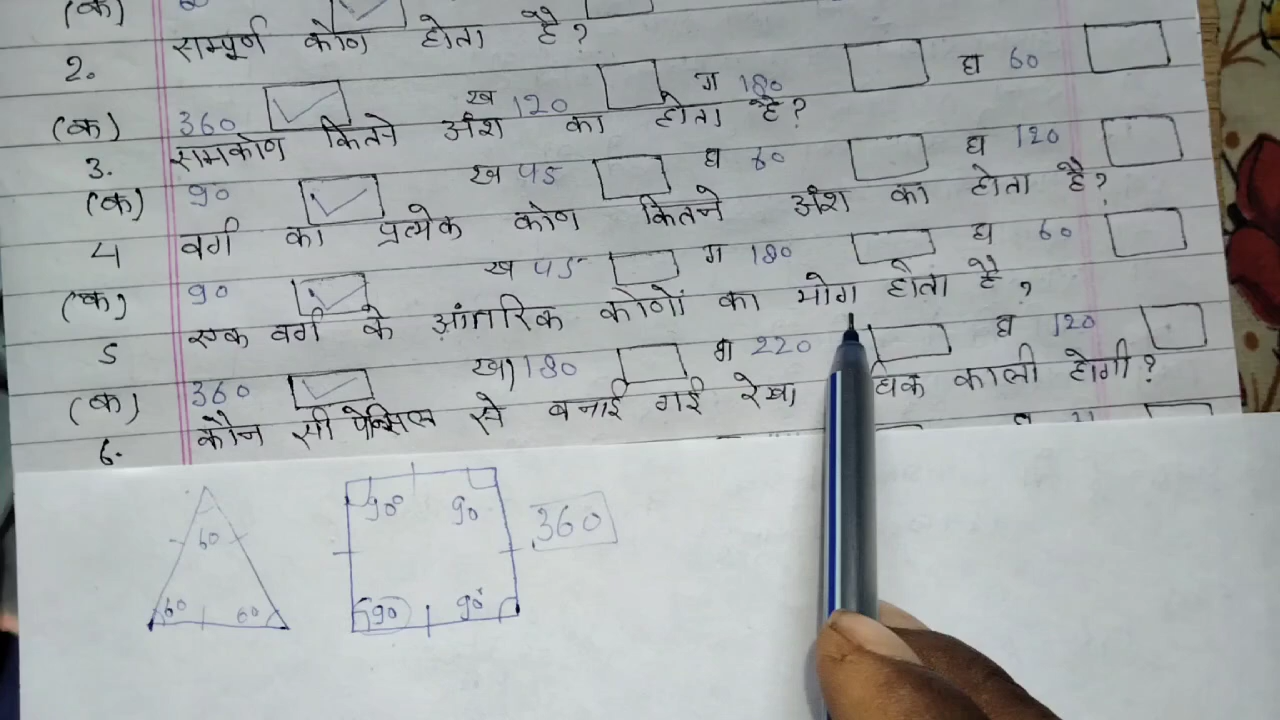 (क)
2. सम्पूर्ण कोण होता है?
(क) 360 ख 120 ग 180 घ 60
3. समकोण कितने अंश का होता है?
(क) 90 ख 45 घ 60 घ 120
4 वर्ग का प्रत्येक कोण कितने अंश का होता है?
(क) 90 ख 45 ग 180 घ 60
5 एक वर्ग के आंतरिक कोणों का योग होता है?
(क) 360 ख) 180 ग 220 घ 120
6. कौन सी पेन्सिल से बनाई गई रेखा धिक काली होगी?
60 60 60
90° 90 360
90 90°